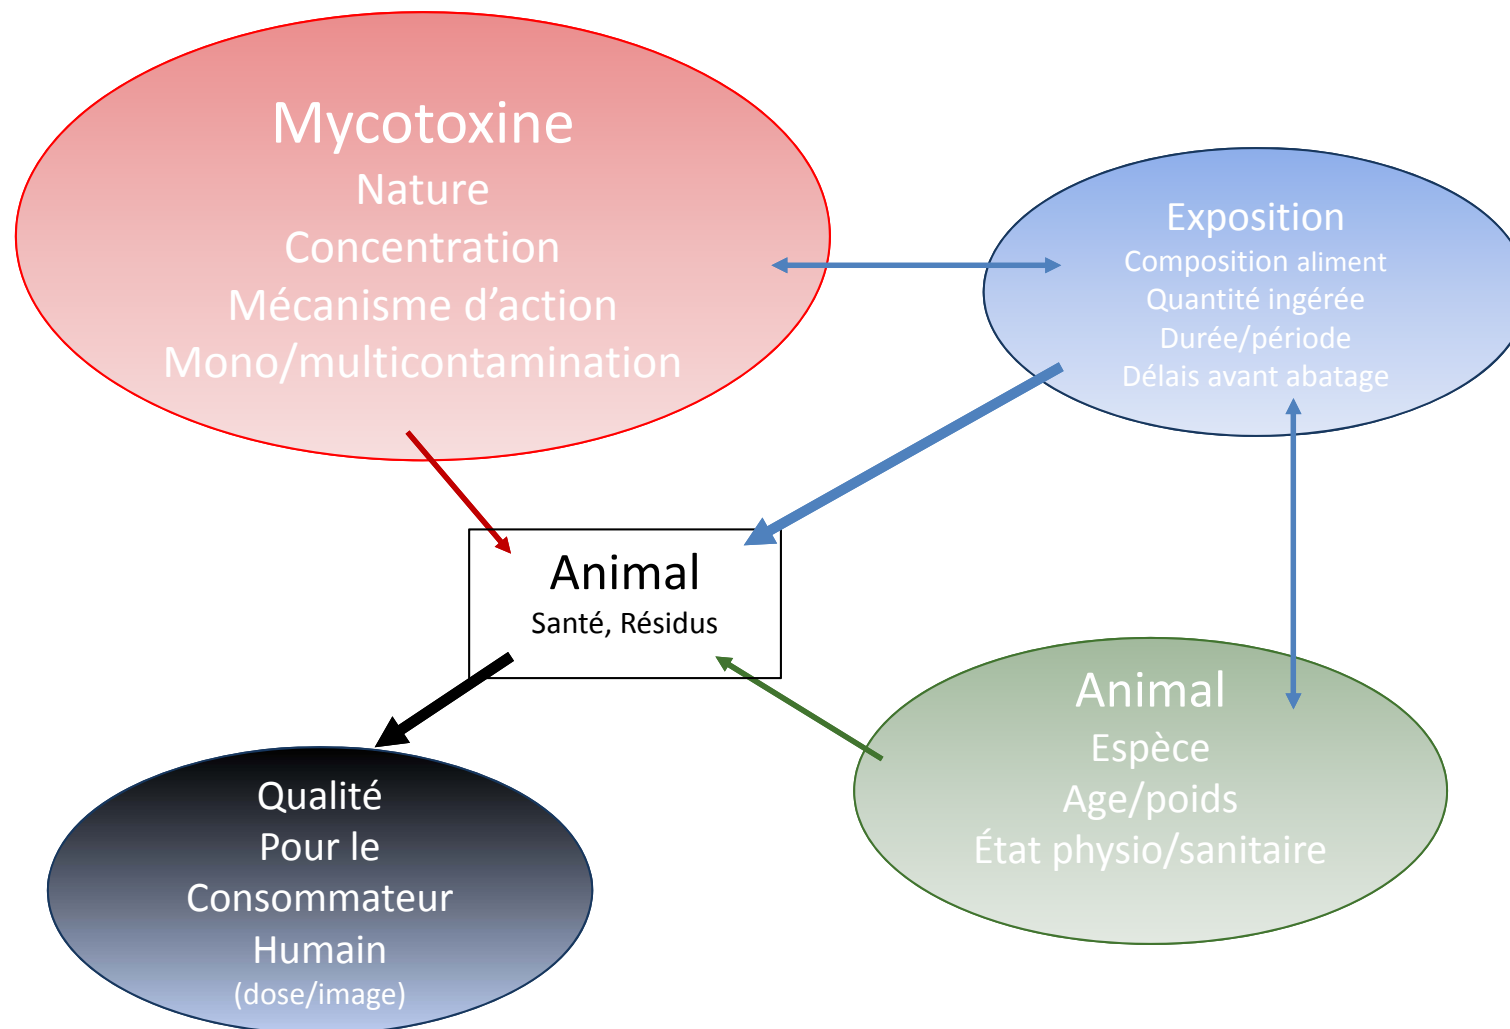 Mycotoxine
Nature
Concentration
Mécanisme d’action
Mono/multicontamination
Exposition
Composition aliment
Quantité ingérée
Durée/période
Délais avant abatage
Animal
Santé, Résidus
Animal
Espèce
Age/poids
État physio/sanitaire
Qualité
Pour le
Consommateur
Humain
(dose/image)